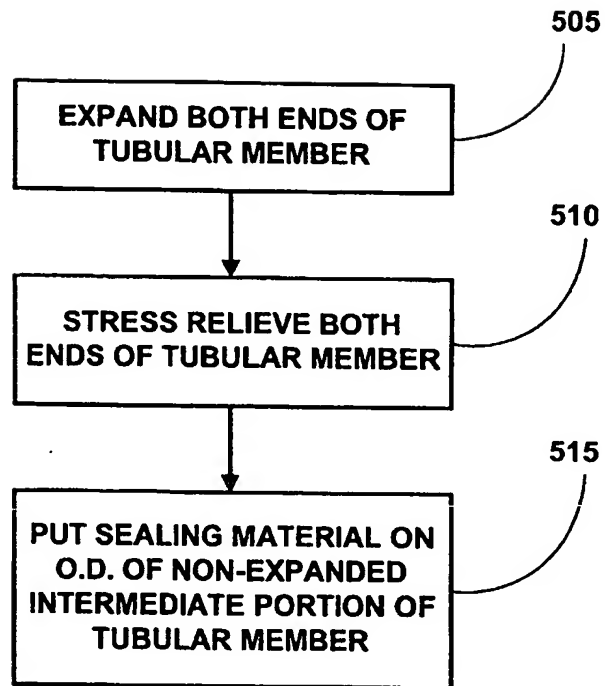 505
EXPAND BOTH ENDS OF
TUBULAR MEMBER
510
STRESS RELIEVE BOTH
ENDS OF TUBULAR MEMBER
515
PUT SEALING MATERIAL ON
O.D. OF NON-EXPANDED
INTERMEDIATE PORTION OF
TUBULAR MEMBER